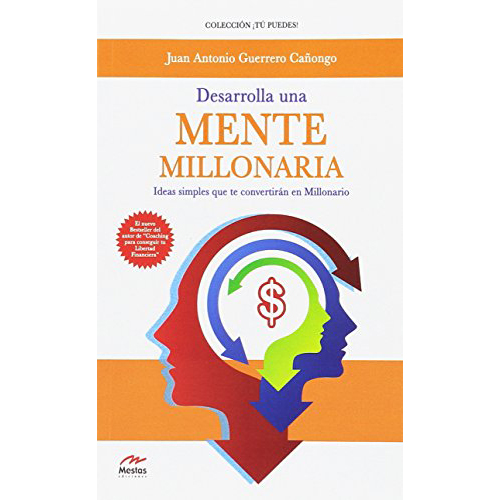 COLECCIÓN ¡TÚ PUEDES!
Juan Antonio Guerrero Cañongo
Desarrolla una
MENTE
MILLONARIA
Ideas simples que te convertirán en Millonario
El nuevo
Bestseller del
autor de "Coaching
para conseguir tu
Libertad
Financiera"
$
Mestas
ediciones